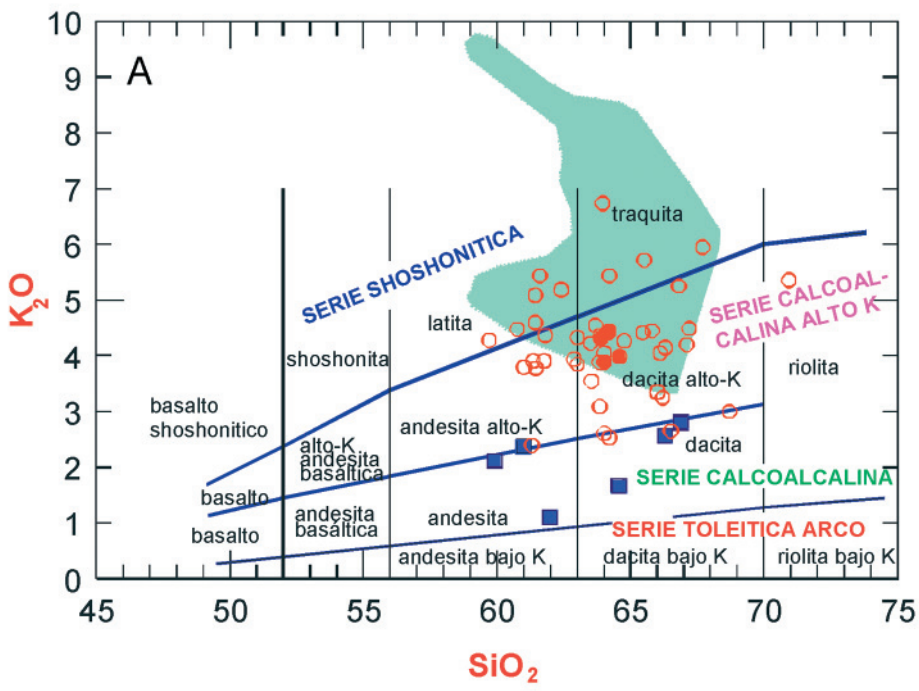 10
9
8
7
6
5
4
3
2
1
0
K₂O
A
traquita
SERIE SHOSHONITICA
SERIE CALCOAL-
CALINA ALTO K
latita
shoshonita
dacita alto-K
riolita
basalto
shoshonitico
andesita alto-K
alto-K
andesita
basáltica
dacita
SERIE CALCOALCALINA
basalto
andesita
basáltica
andesita
basalto
SERIE TOLEITICA ARCO
andesita bajo K
dacita bajo K
riolita bajo K
45
50
55
60
65
70
75
SiO₂